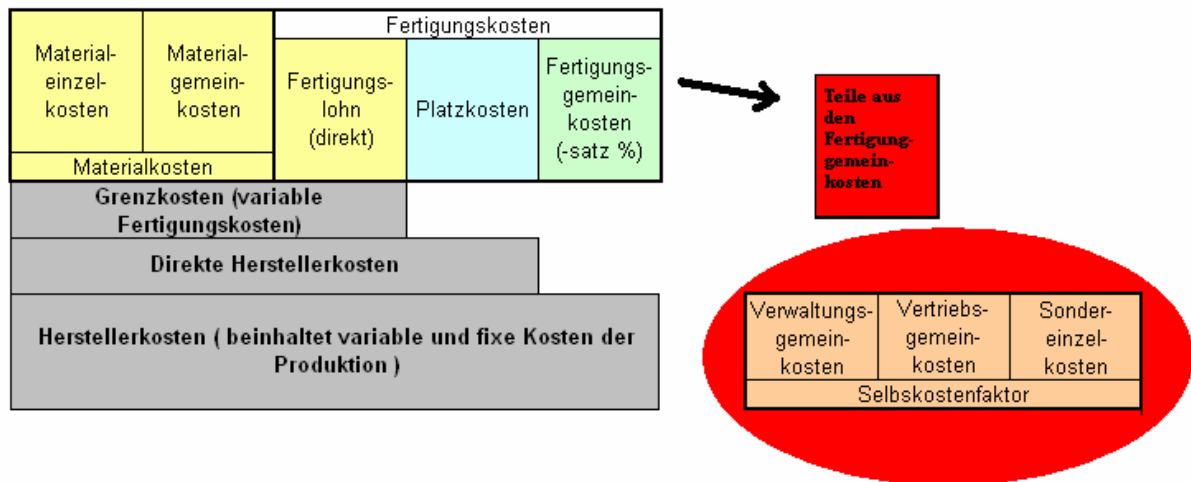 Fertigungskosten
Material-
einzel-
kosten
Material-
gemein-
kosten
Fertigungs-
lohn
(direkt)
Platzkosten
Fertigungs-
gemein-
kosten
(-satz %)
Materialkosten
Grenzkosten (variable
Fertigungskosten)
Direkte Herstellerkosten
Herstellerkosten ( beinhaltet variable und fixe Kosten der
Produktion )
Teile aus
den
Fertigung-
gemein-
kosten
Verwaltungs-
gemein-
kosten
Vertriebs-
gemein-
kosten
Sonder-
einzel-
kosten
Selbskostenfaktor